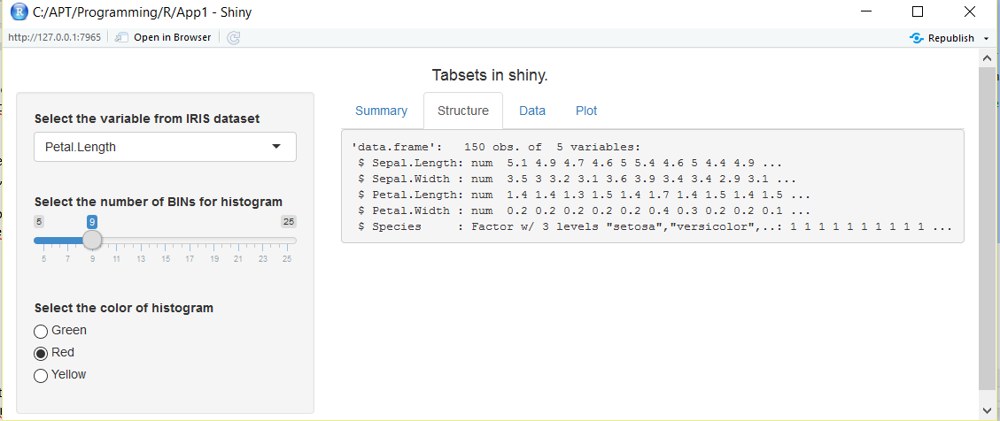 C:/APT/Programming/R/App1 - Shiny
http://127.0.0.1:7965 Open in Browser Republish
Tabsets in shiny.
Select the variable from IRIS dataset
Petal.Length
Select the number of BINs for histogram
5 9 25
5 7 9 11 13 15 17 19 21 23 25
Select the color of histogram
Green
Red
Yellow
Summary Structure Data Plot
'data.frame': 150 obs. of 5 variables:
$ Sepal.Length: num 5.1 4.9 4.7 4.6 5 5.4 4.6 5 4.4 4.9 ...
$ Sepal.Width : num 3.5 3 3.2 3.1 3.6 3.9 3.4 3.4 2.9 3.1 ...
$ Petal.Length: num 1.4 1.4 1.3 1.5 1.4 1.7 1.4 1.5 1.4 1.5 ...
$ Petal.Width : num 0.2 0.2 0.2 0.2 0.2 0.4 0.3 0.2 0.2 0.1 ...
$ Species : Factor w/ 3 levels "setosa","versicolor",..: 1 1 1 1 1 1 1 1 1 1 ...